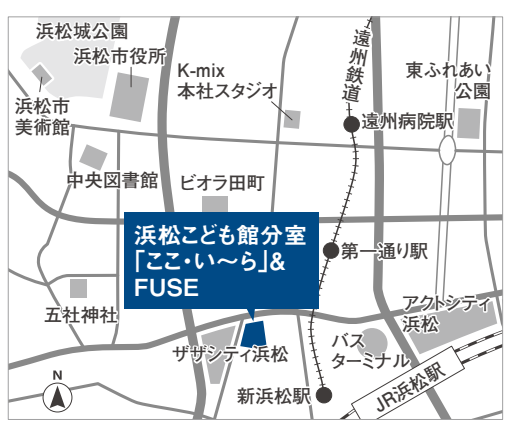 浜松城公園
浜松市役所
浜松市
美術館
K-mix
本社スタジオ
遠州鉄道
東ふれあい
公園
遠州病院駅
中央図書館
ビオラ田町
浜松こども館分室
「ここ・い〜ら」&
FUSE
第一通り駅
五社神社
ザザシティ浜松
アクトシティ
浜松
バス
ターミナル
新浜松駅
JR浜松駅
N